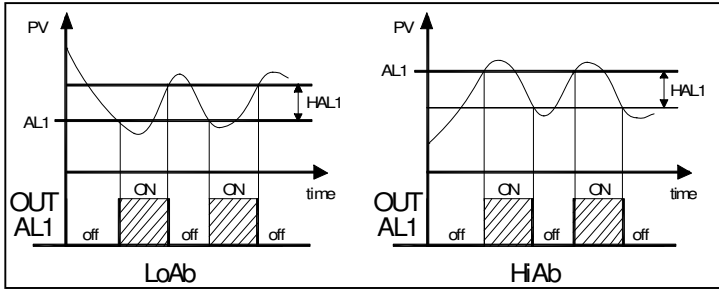 PV
AL1
HAL1
time
OUT
AL1
off
ON
off
ON
off
LoAb
PV
AL1
HAL1
time
OUT
AL1
off
ON
off
ON
off
HiAb